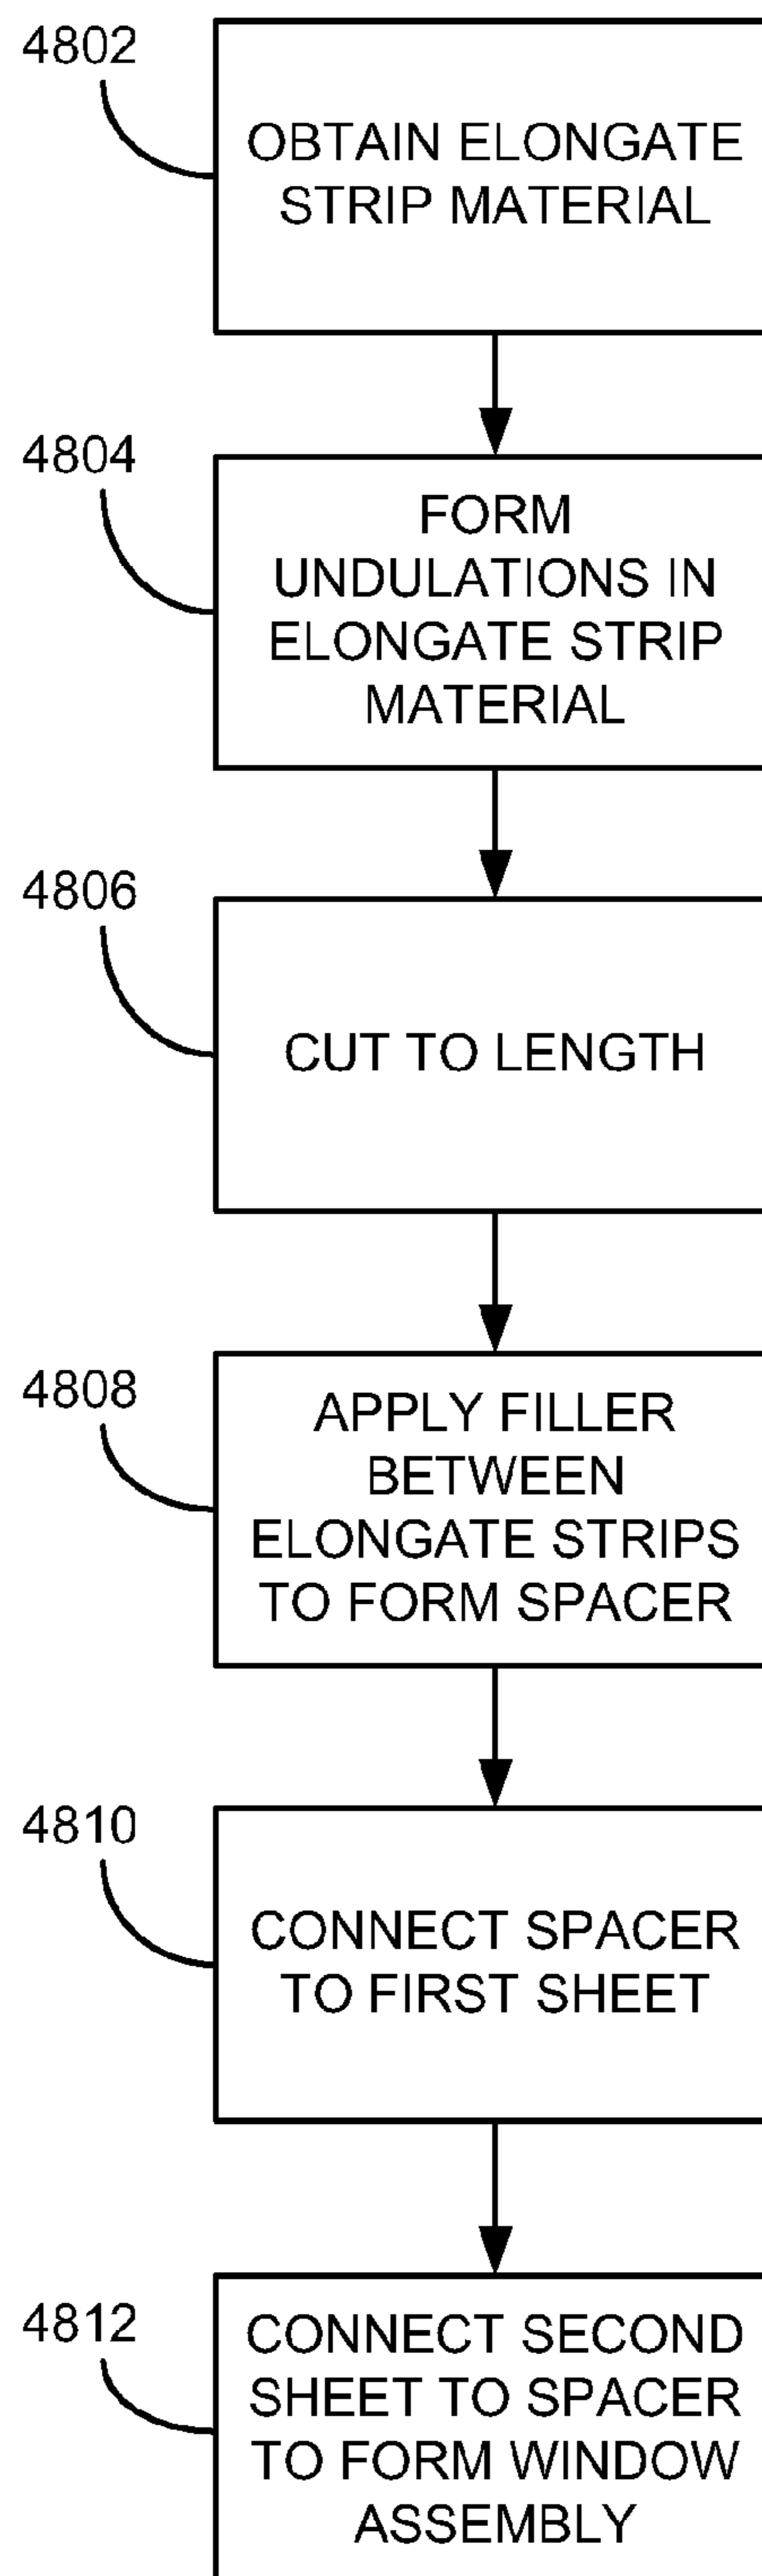 4802
OBTAIN ELONGATE
STRIP MATERIAL
4804
FORM
UNDULATIONS IN
ELONGATE STRIP
MATERIAL
4806
CUT TO LENGTH
4808
APPLY FILLER
BETWEEN
ELONGATE STRIPS
TO FORM SPACER
4810
CONNECT SPACER
TO FIRST SHEET
4812
CONNECT SECOND
SHEET TO SPACER
TO FORM WINDOW
ASSEMBLY